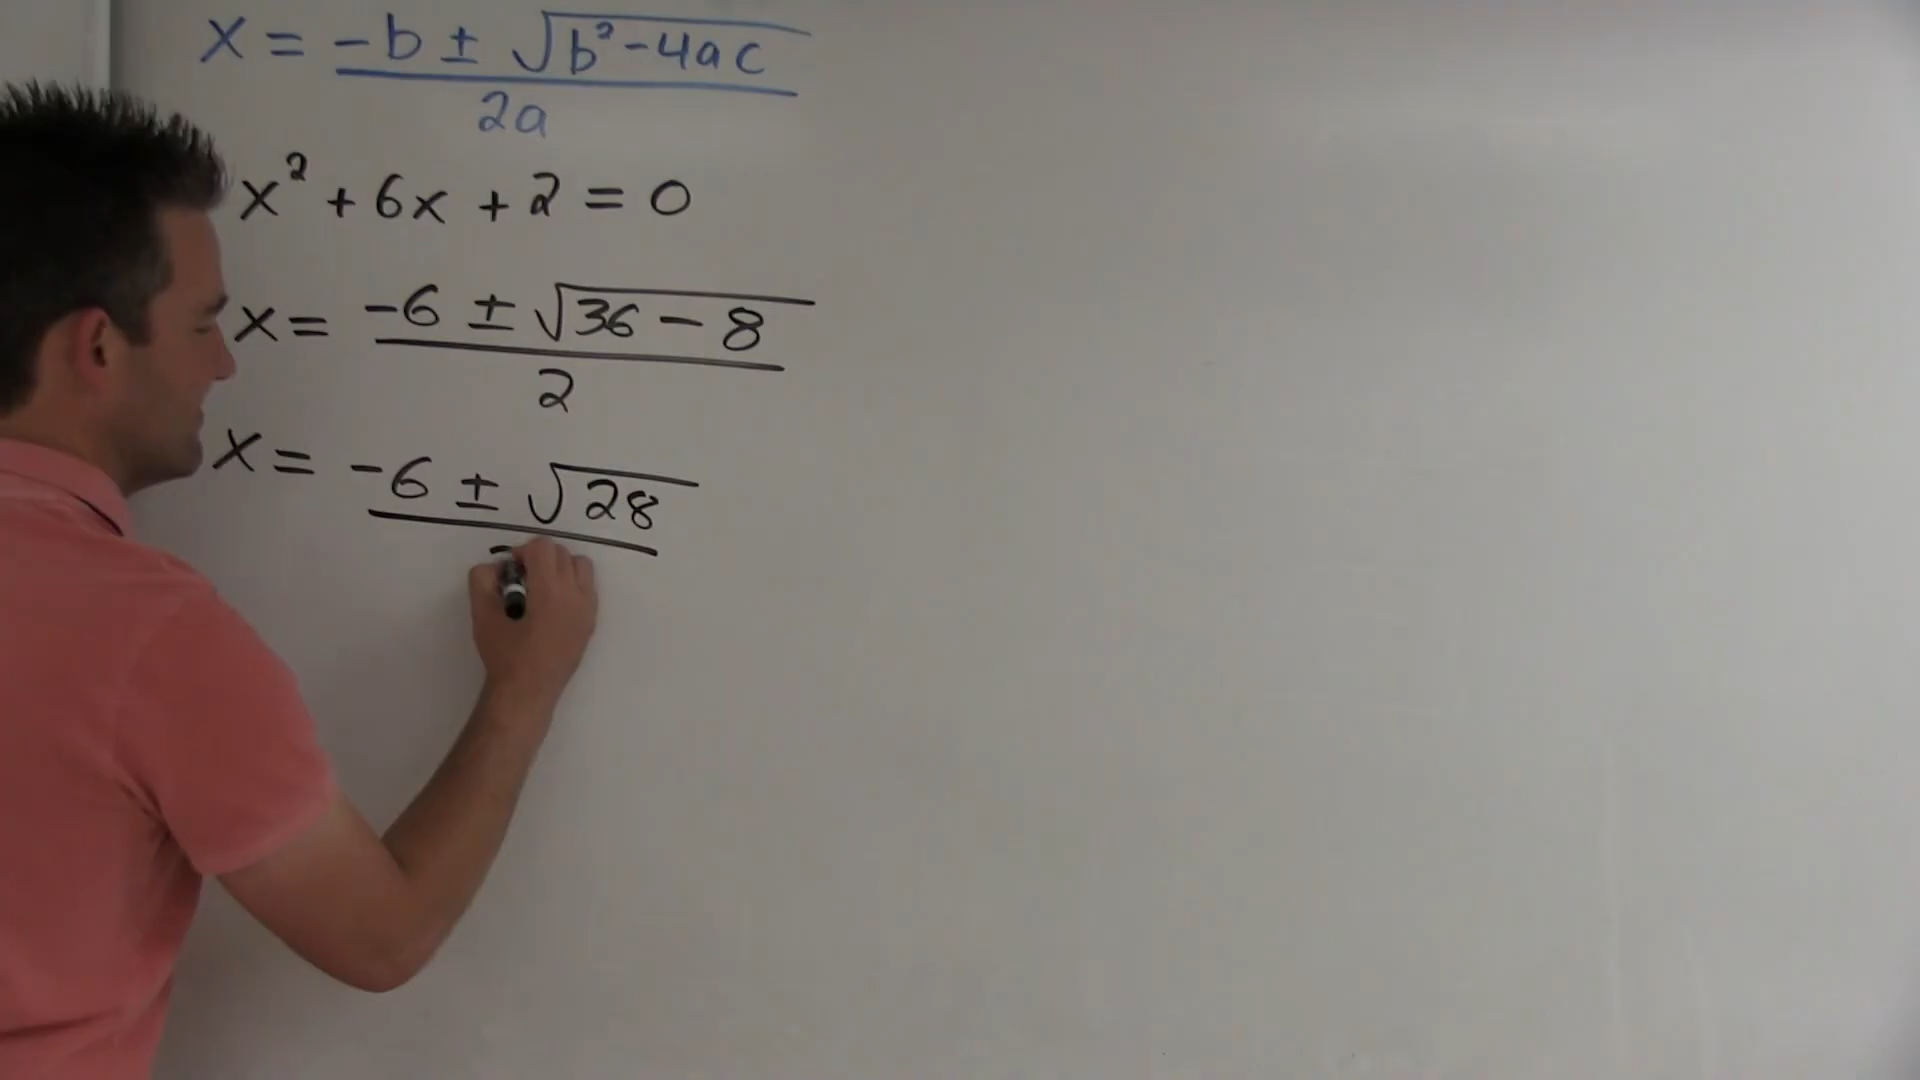 x = -b ± √b²-4ac
2a
x² + 6x + 2 = 0
x = -6 ± √36 - 8
2
x = -6 ± √28